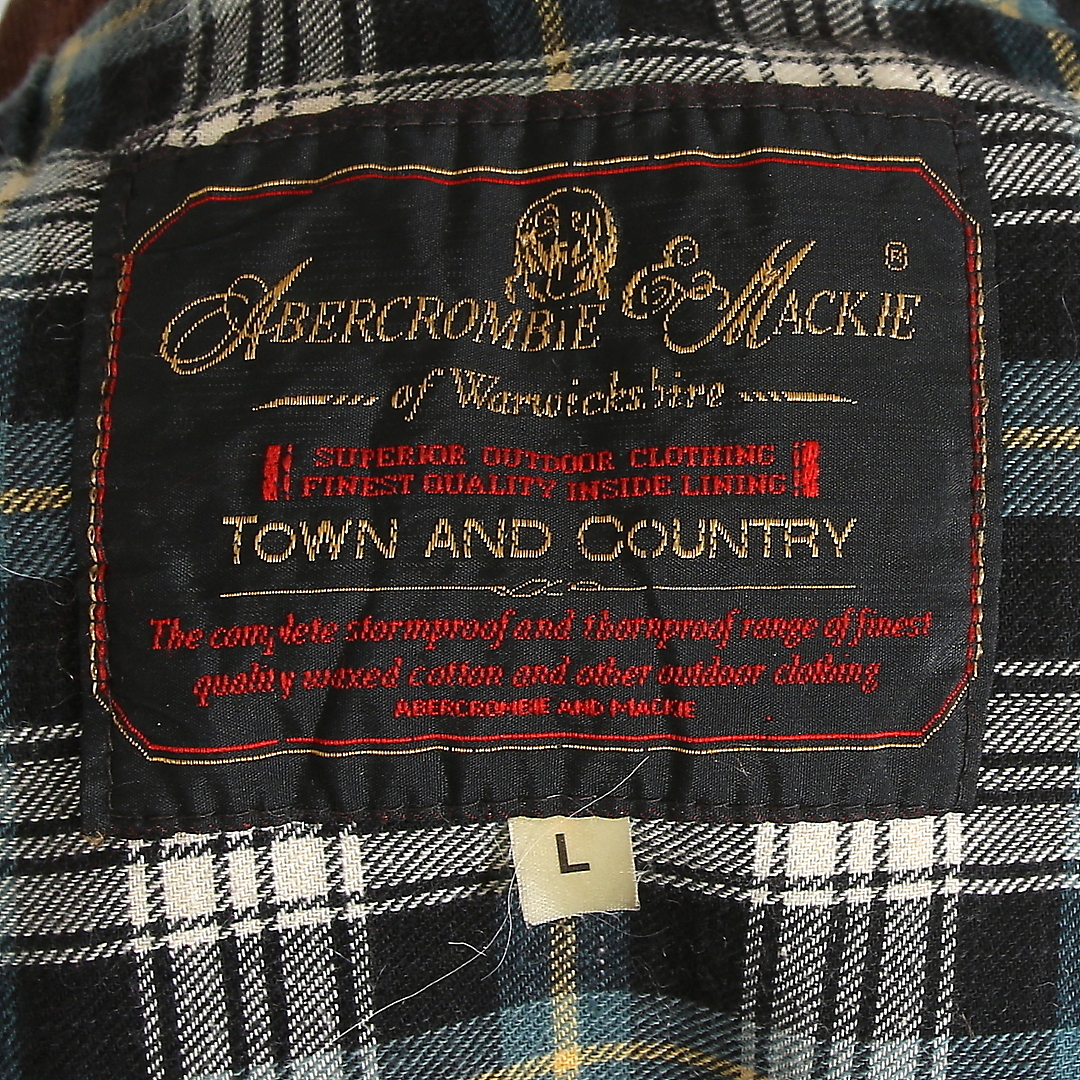 ABERCROMBIE & MACKIE ®
of Warwickshire
SUPERIOR OUTDOOR CLOTHING
FINEST QUALITY INSIDE LINING
TOWN AND COUNTRY
The complete stormproof and thornproof range of finest
quality waxed cotton and other outdoor clothing
ABERCROMBIE AND MACKIE
L